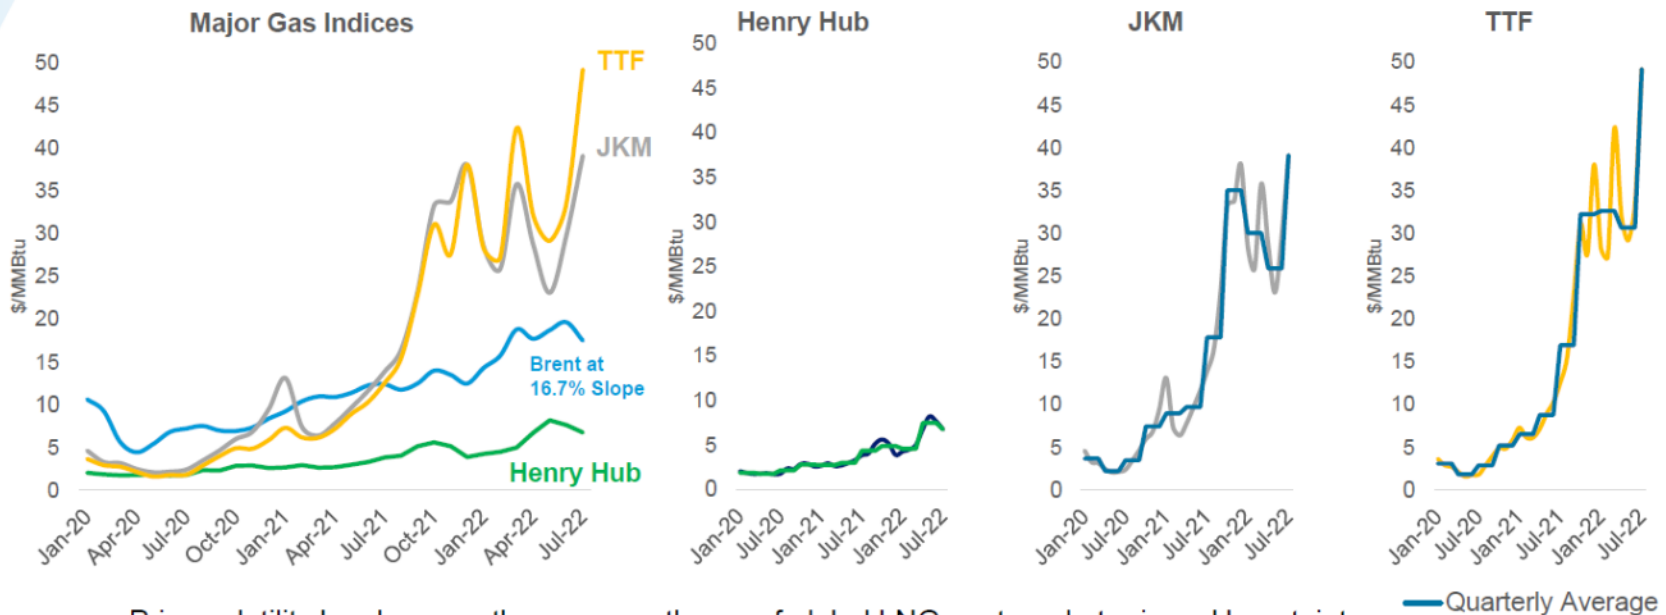 Major Gas Indices
$/MMBtu
50
45
40
35
30
25
20
15
10
5
0
TTF
JKM
Brent at
16.7% Slope
Henry Hub
Jan-20
Apr-20
Jul-20
Oct-20
Jan-21
Apr-21
Jul-21
Oct-21
Jan-22
Apr-22
Jul-22
Henry Hub
$/MMBtu
50
45
40
35
30
25
20
15
10
5
0
Jan-20
Jul-20
Jan-21
Jul-21
Jan-22
Jul-22
JKM
$/MMBtu
50
45
40
35
30
25
20
15
10
5
0
Jan-20
Jul-20
Jan-21
Jul-21
Jan-22
Jul-22
TTF
$/MMBtu
50
45
40
35
30
25
20
15
10
5
0
Jan-20
Jul-20
Jan-21
Jul-21
Jan-22
Jul-22
Quarterly Average